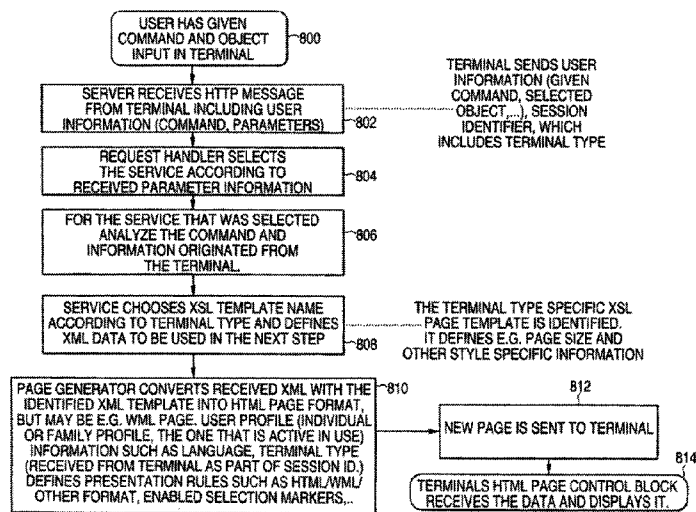 USER HAS GIVEN
COMMAND AND OBJECT
INPUT IN TERMINAL
800
SERVER RECEIVES HTTP MESSAGE
FROM TERMINAL INCLUDING USER
INFORMATION (COMMAND, PARAMETERS)
802
TERMINAL SENDS USER
INFORMATION (GIVEN
COMMAND, SELECTED
OBJECT,...), SESSION
IDENTIFIER, WHICH
INCLUDES TERMINAL TYPE
REQUEST HANDLER SELECTS
THE SERVICE ACCORDING TO
RECEIVED PARAMETER INFORMATION
804
FOR THE SERVICE THAT WAS SELECTED
ANALYZE THE COMMAND AND
INFORMATION ORIGINATED FROM
THE TERMINAL.
806
SERVICE CHOOSES XSL TEMPLATE NAME
ACCORDING TO TERMINAL TYPE AND DEFINES
XML DATA TO BE USED IN THE NEXT STEP
808
THE TERMINAL TYPE SPECIFIC XSL
PAGE TEMPLATE IS IDENTIFIED.
IT DEFINES E.G. PAGE SIZE AND
OTHER STYLE SPECIFIC INFORMATION
PAGE GENERATOR CONVERTS RECEIVED XML WITH THE
IDENTIFIED XML TEMPLATE INTO HTML PAGE FORMAT,
BUT MAY BE E.G. WML PAGE. USER PROFILE (INDIVIDUAL
OR FAMILY PROFILE, THE ONE THAT IS ACTIVE IN USE)
INFORMATION SUCH AS LANGUAGE, TERMINAL TYPE
(RECEIVED FROM TERMINAL AS PART OF SESSION ID.)
DEFINES PRESENTATION RULES SUCH AS HTML/WML/
OTHER FORMAT, ENABLED SELECTION MARKERS,..
810
812
NEW PAGE IS SENT TO TERMINAL
814
TERMINALS HTML PAGE CONTROL BLOCK
RECEIVES THE DATA AND DISPLAYS IT.